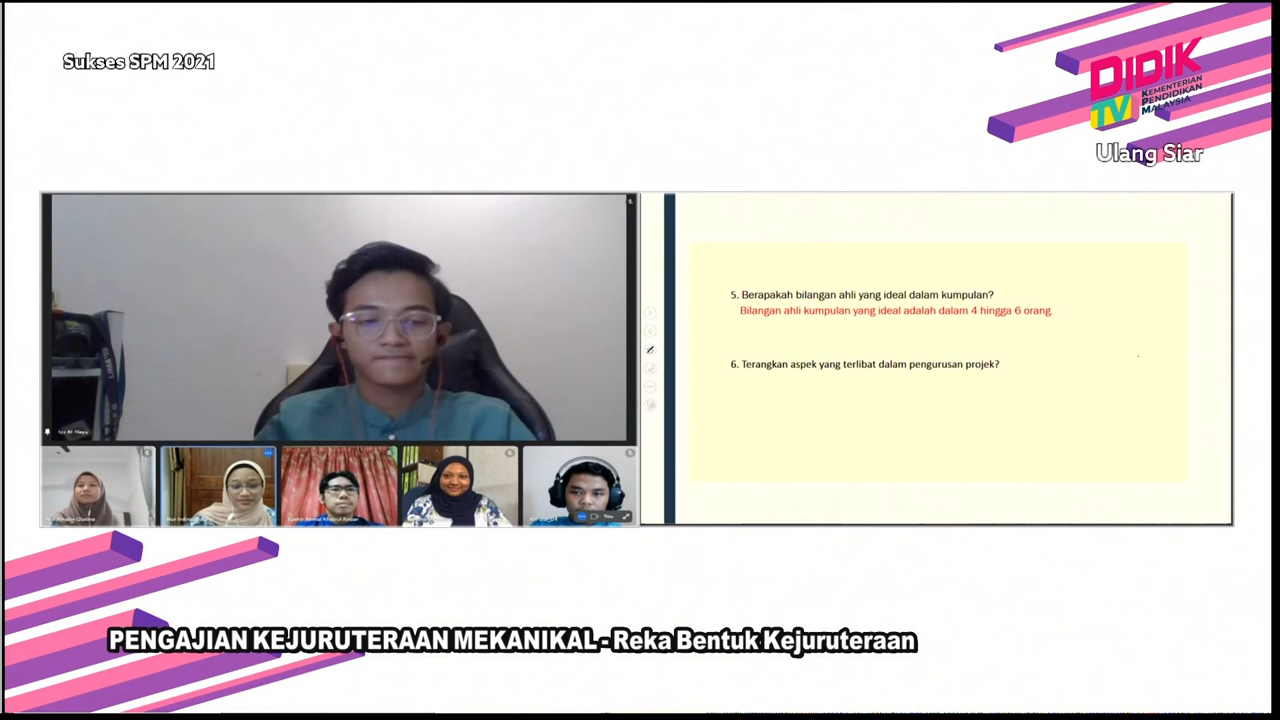 Sukses SPM 2021
DIDIK
TV
KEMENTERIAN
PENDIDIKAN
MALAYSIA
Ulang Siar
5. Berapakah bilangan ahli yang ideal dalam kumpulan?
Bilangan ahli kumpulan yang ideal adalah dalam 4 hingga 6 orang.
6. Terangkan aspek yang terlibat dalam pengurusan projek?
PENGAJIAN KEJURUTERAAN MEKANIKAL - Reka Bentuk Kejuruteraan